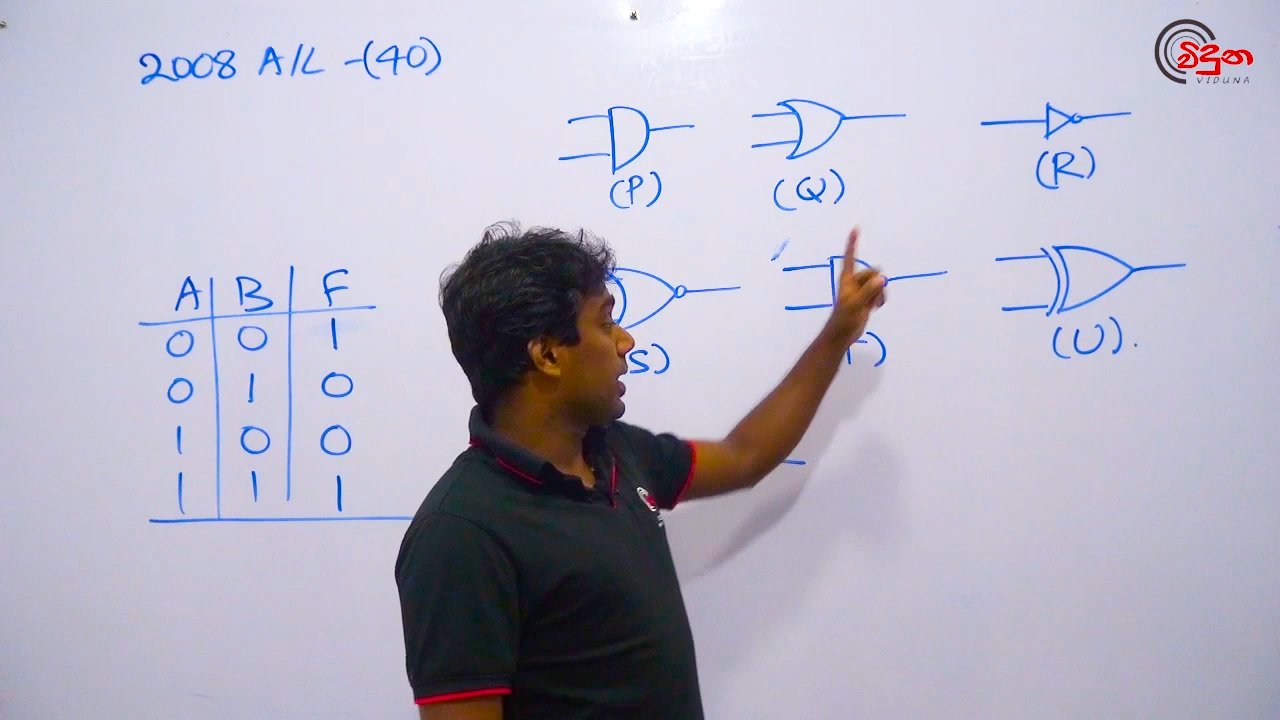 2008 A/L -(40)
විදුන
VIDUNA
(P) (Q) (R)
S) T) (U).
A B F
0 0 1
0 1 0
1 0 0
1 1 1